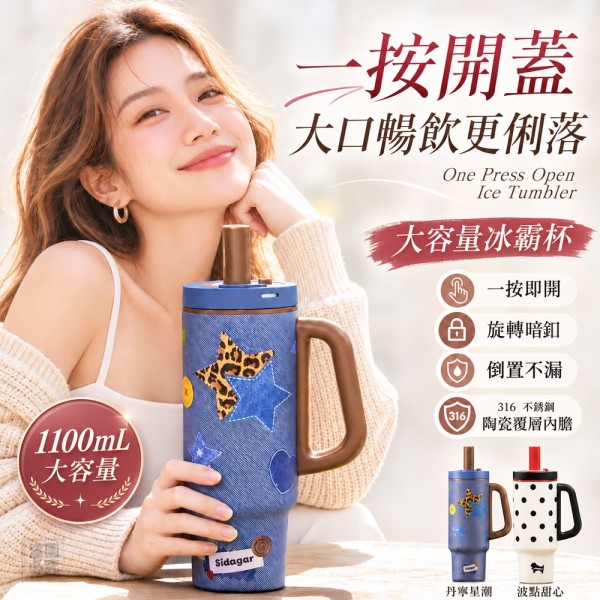 一按開蓋
大口暢飲更俐落
One Press Open
Ice Tumbler
大容量冰霸杯
一按即開
旋轉暗釦
倒置不漏
316
316 不銹鋼
陶瓷覆層內膽
1100mL
大容量
Sidagar
丹寧星潮
波點甜心